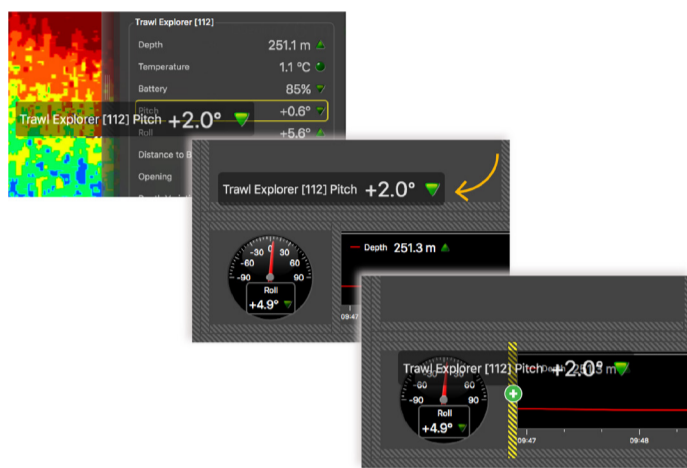 Trawl Explorer [112]
Depth 251.1 m
Temperature 1.1 °C
Battery 85%
Pitch +0.6°
Trawl Explorer [112] Pitch +2.0°
Roll +5.6°
Distance to B
Opening
Trawl Explorer [112] Pitch +2.0°
-30 0 30
-60 60
-90 90
Roll
+4.9°
Depth 251.3 m
09:47
Trawl Explorer [112] Pitch +2.0°
-60 60
-90 90
Roll
+4.9°
09:47 09:48